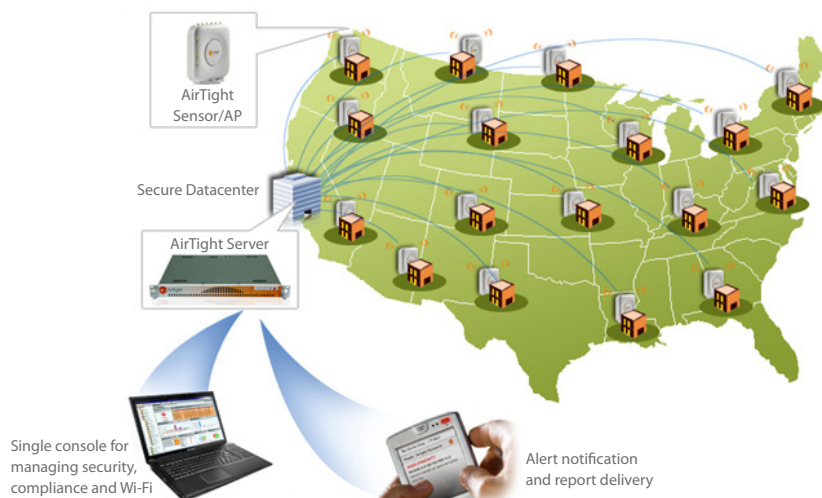 AirTight
Sensor/AP
Secure Datacenter
AirTight Server
AirTight
Single console for
managing security,
compliance and Wi-Fi
Alert notification
and report delivery